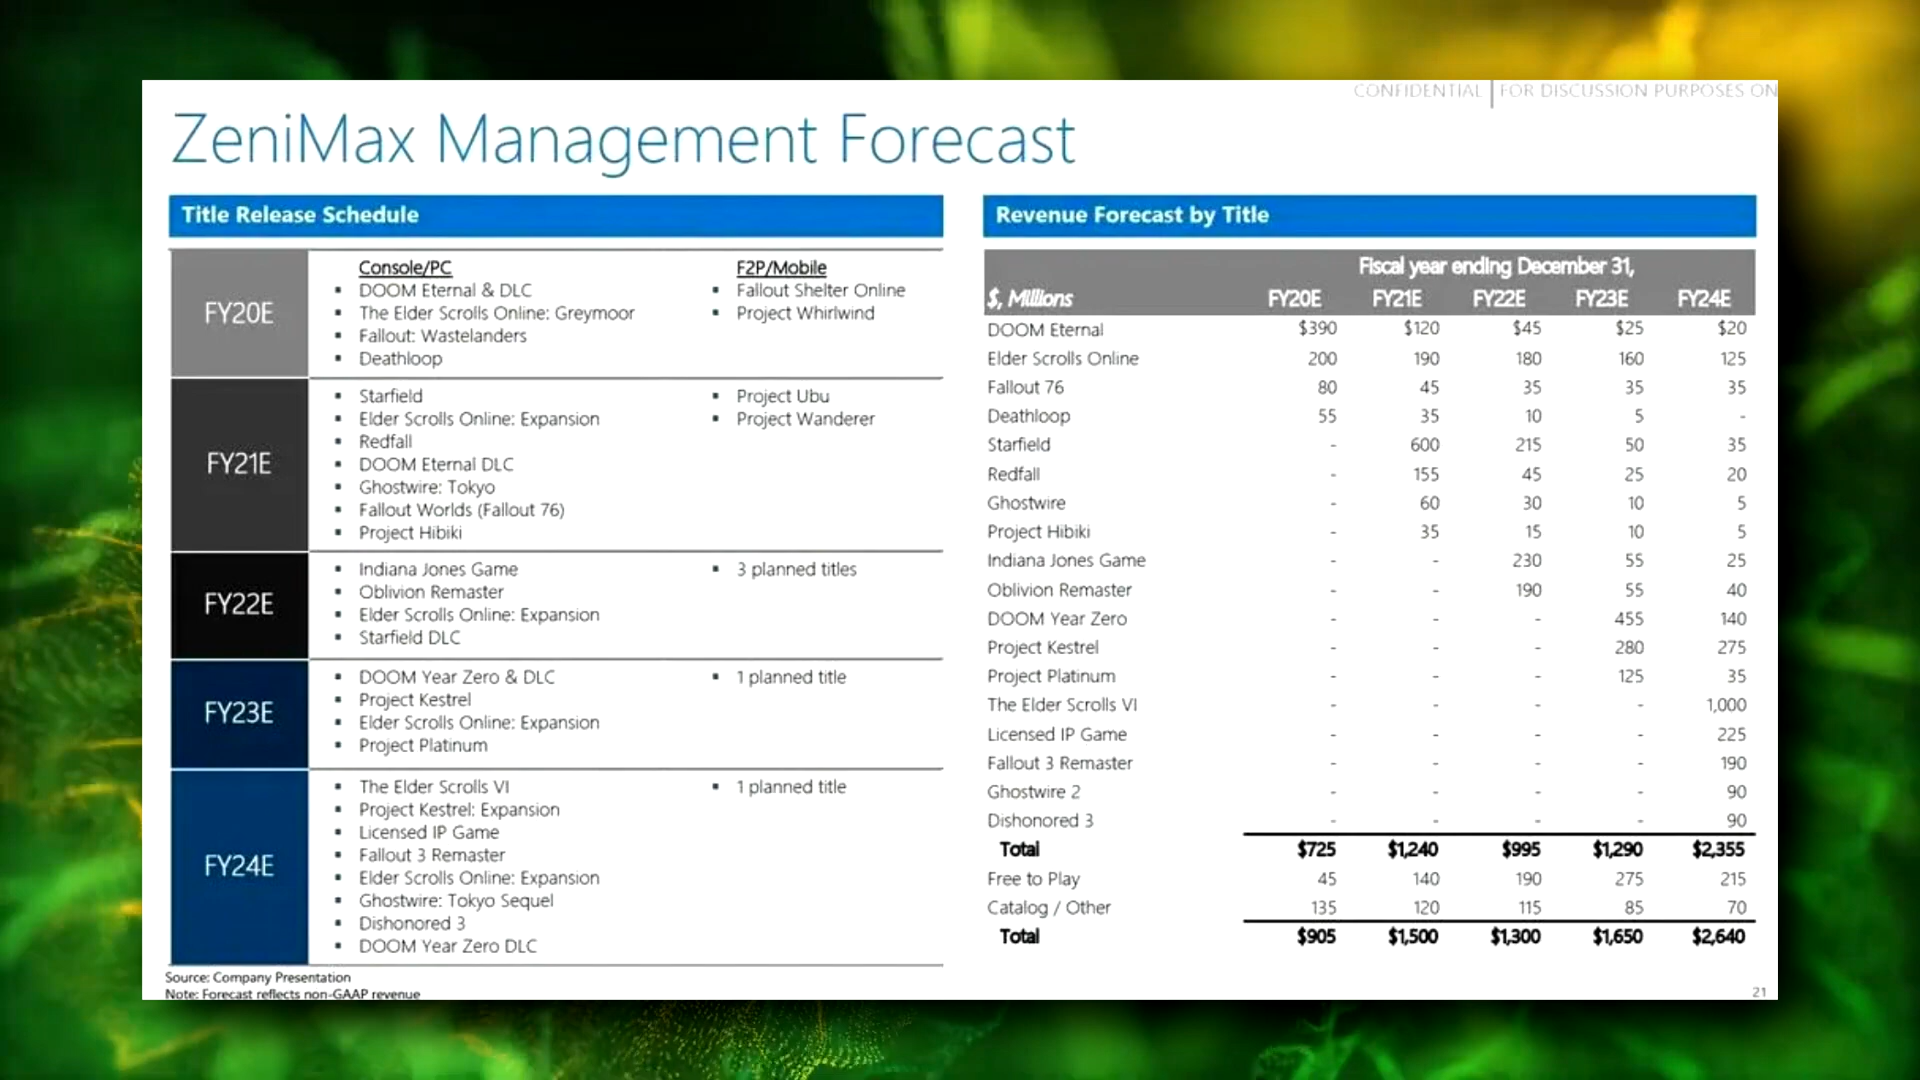 CONFIDENTIAL | FOR DISCUSSION PURPOSES ON
ZeniMax Management Forecast
Title Release Schedule
FY20E
Console/PC
▪ DOOM Eternal & DLC
▪ The Elder Scrolls Online: Greymoor
▪ Fallout: Wastelanders
▪ Deathloop
F2P/Mobile
▪ Fallout Shelter Online
▪ Project Whirlwind
FY21E
▪ Starfield
▪ Elder Scrolls Online: Expansion
▪ Redfall
▪ DOOM Eternal DLC
▪ Ghostwire: Tokyo
▪ Fallout Worlds (Fallout 76)
▪ Project Hibiki
▪ Project Ubu
▪ Project Wanderer
FY22E
▪ Indiana Jones Game
▪ Oblivion Remaster
▪ Elder Scrolls Online: Expansion
▪ Starfield DLC
▪ 3 planned titles
FY23E
▪ DOOM Year Zero & DLC
▪ Project Kestrel
▪ Elder Scrolls Online: Expansion
▪ Project Platinum
▪ 1 planned title
FY24E
▪ The Elder Scrolls VI
▪ Project Kestrel: Expansion
▪ Licensed IP Game
▪ Fallout 3 Remaster
▪ Elder Scrolls Online: Expansion
▪ Ghostwire: Tokyo Sequel
▪ Dishonored 3
▪ DOOM Year Zero DLC
▪ 1 planned title
Source: Company Presentation
Note: Forecast reflects non-GAAP revenue
Revenue Forecast by Title
Fiscal year ending December 31,
$, Millions FY20E FY21E FY22E FY23E FY24E
DOOM Eternal $390 $120 $45 $25 $20
Elder Scrolls Online 200 190 180 160 125
Fallout 76 80 45 35 35 35
Deathloop 55 35 10 5 -
Starfield - 600 215 50 35
Redfall - 155 45 25 20
Ghostwire - 60 30 10 5
Project Hibiki - 35 15 10 5
Indiana Jones Game - - 230 55 25
Oblivion Remaster - - 190 55 40
DOOM Year Zero - - - 455 140
Project Kestrel - - - 280 275
Project Platinum - - - 125 35
The Elder Scrolls VI - - - - 1,000
Licensed IP Game - - - - 225
Fallout 3 Remaster - - - - 190
Ghostwire 2 - - - - 90
Dishonored 3 - - - - 90
Total $725 $1,240 $995 $1,290 $2,355
Free to Play 45 140 190 275 215
Catalog / Other 135 120 115 85 70
Total $905 $1,500 $1,300 $1,650 $2,640
21